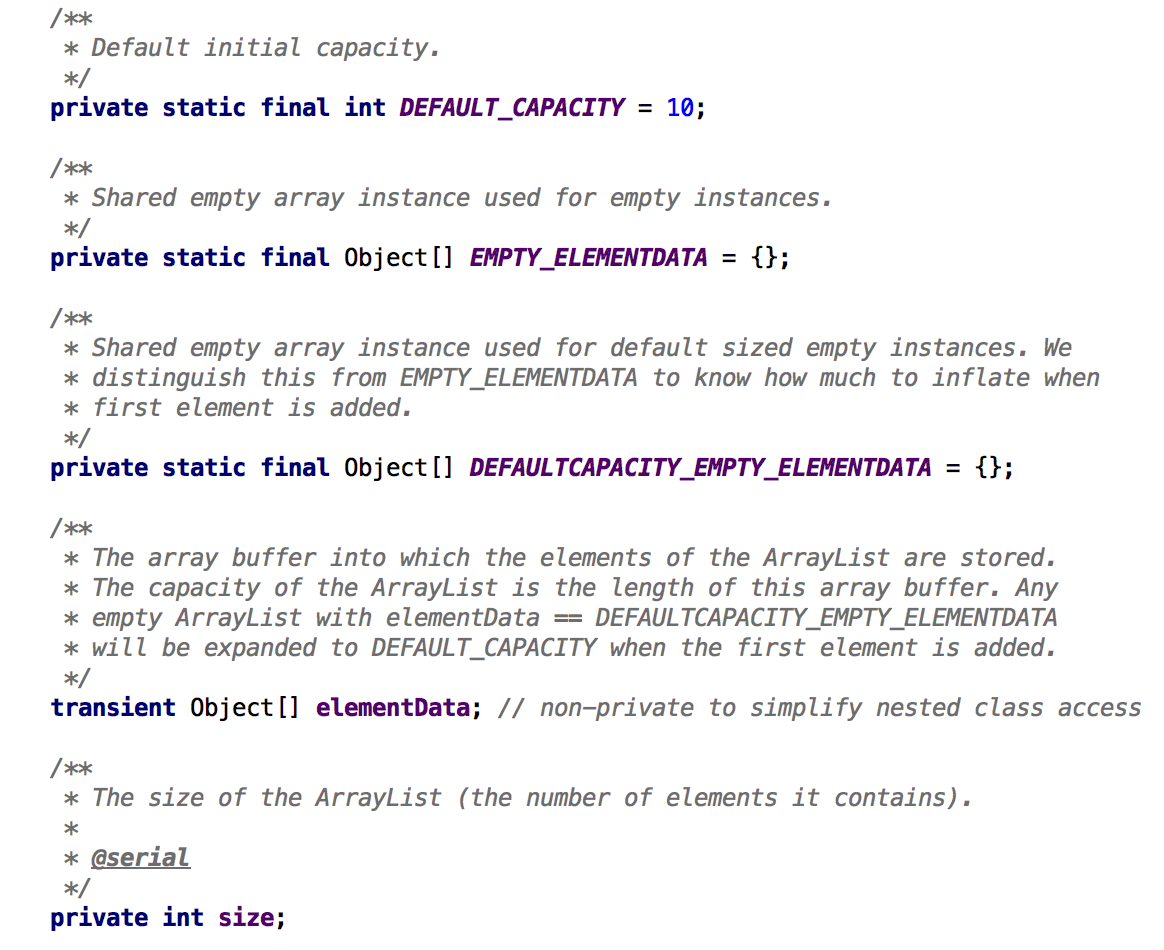 /**
 * Default initial capacity.
 */
private static final int DEFAULT_CAPACITY = 10;

/**
 * Shared empty array instance used for empty instances.
 */
private static final Object[] EMPTY_ELEMENTDATA = {};

/**
 * Shared empty array instance used for default sized empty instances. We
 * distinguish this from EMPTY_ELEMENTDATA to know how much to inflate when
 * first element is added.
 */
private static final Object[] DEFAULTCAPACITY_EMPTY_ELEMENTDATA = {};

/**
 * The array buffer into which the elements of the ArrayList are stored.
 * The capacity of the ArrayList is the length of this array buffer. Any
 * empty ArrayList with elementData == DEFAULTCAPACITY_EMPTY_ELEMENTDATA
 * will be expanded to DEFAULT_CAPACITY when the first element is added.
 */
transient Object[] elementData; // non-private to simplify nested class access

/**
 * The size of the ArrayList (the number of elements it contains).
 *
 * @serial
 */
private int size;